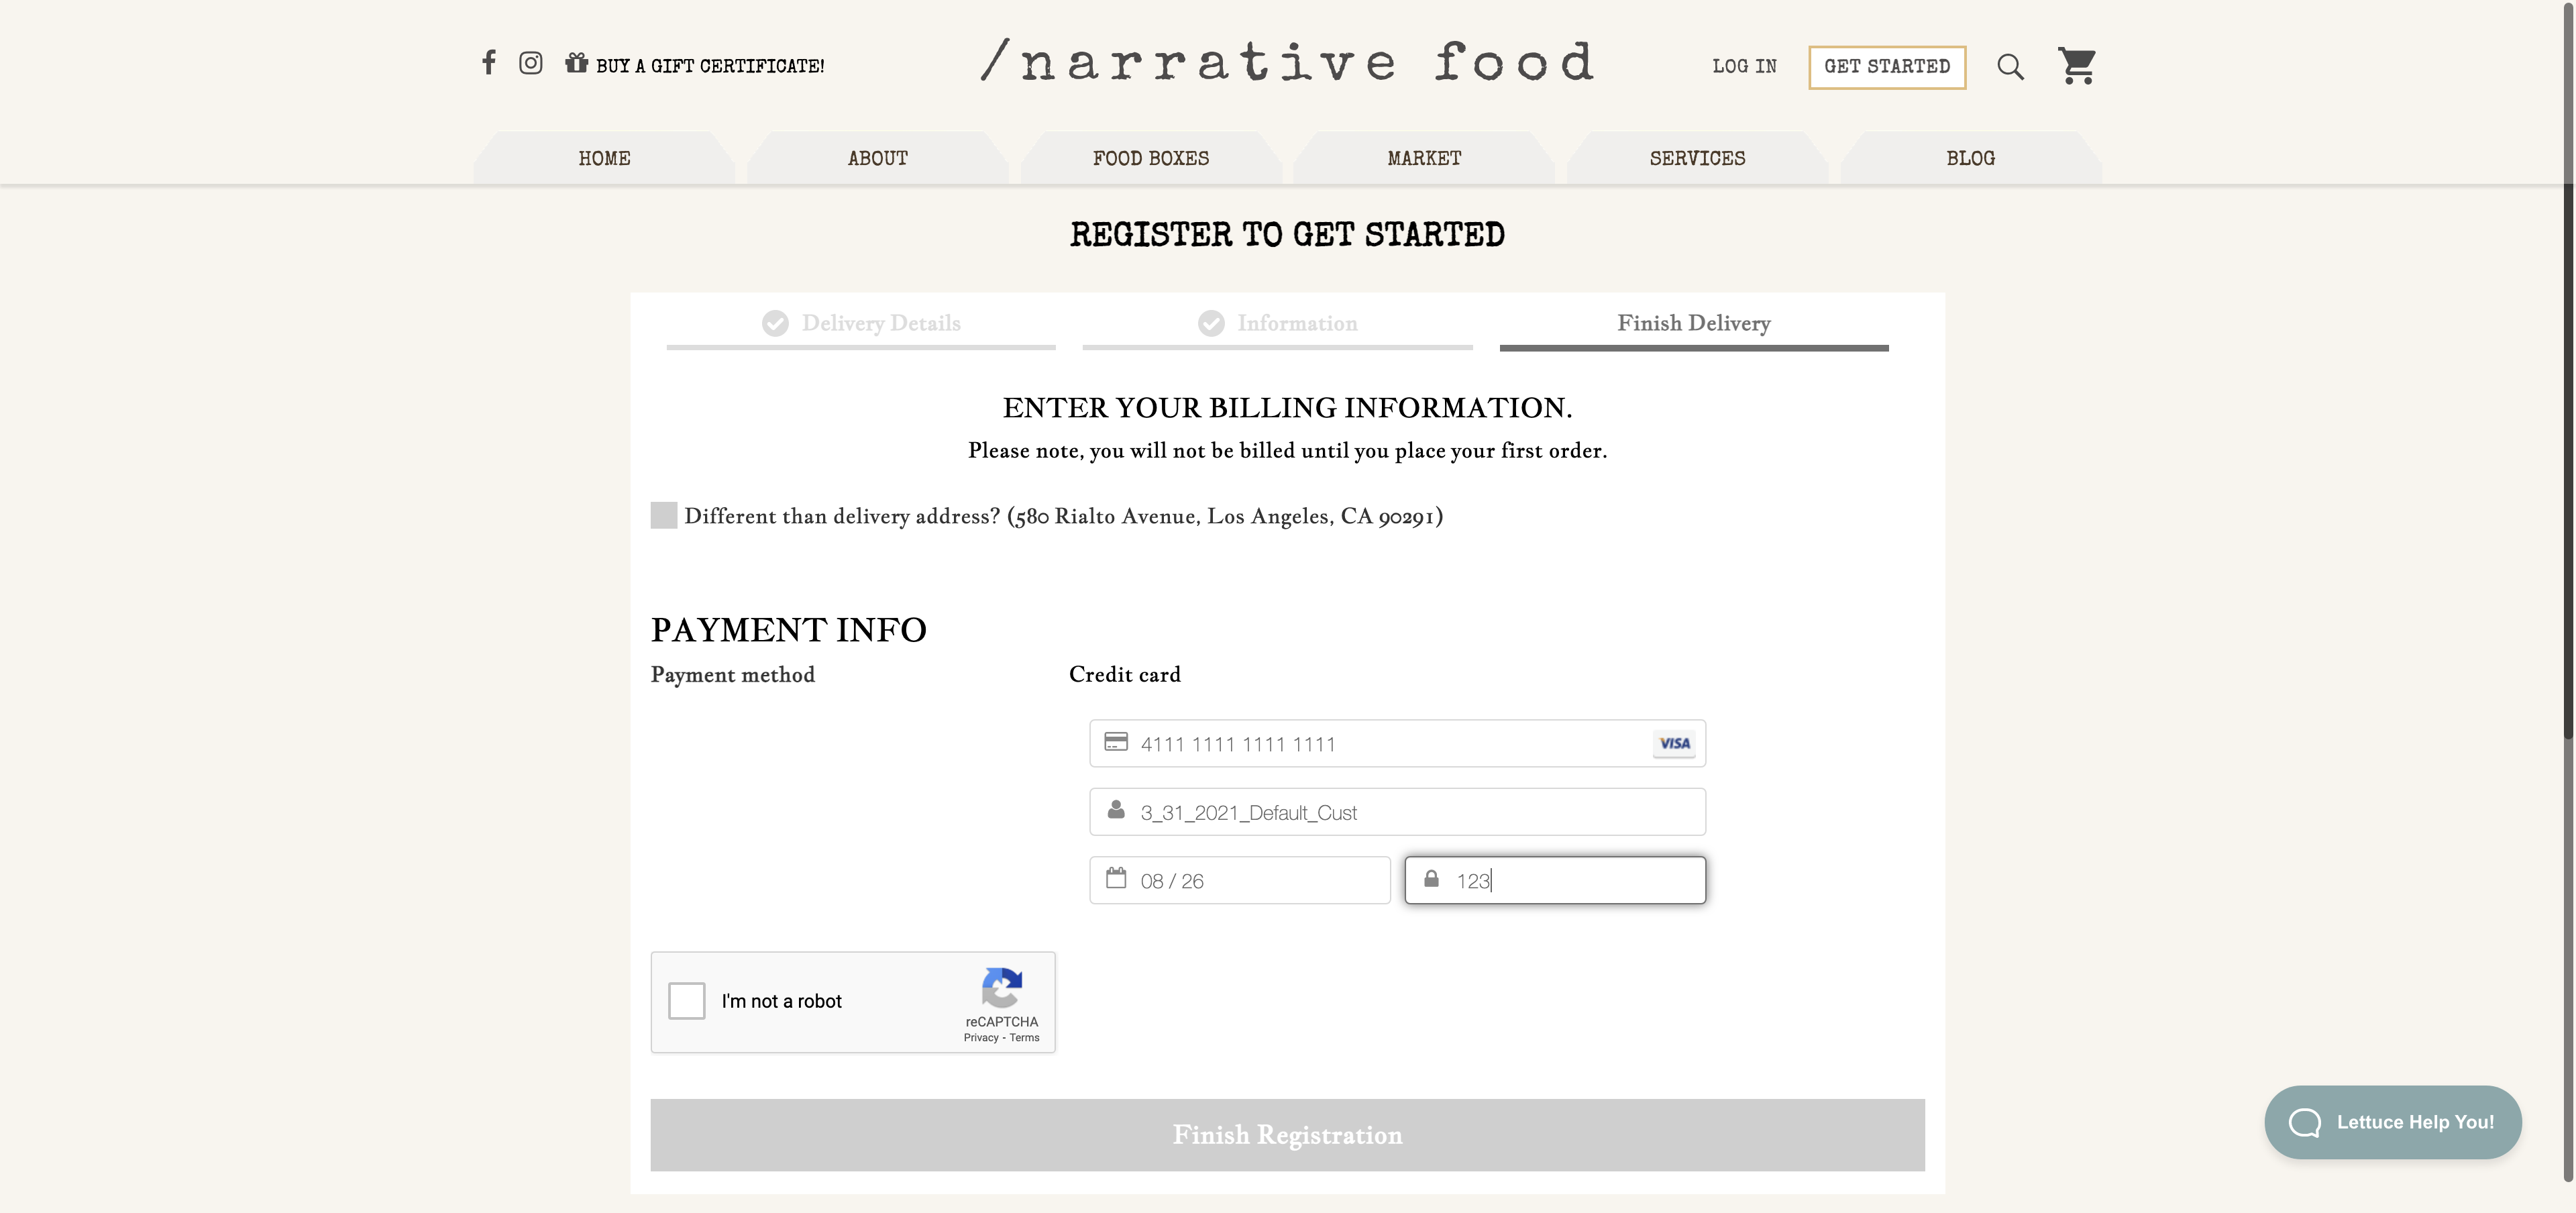 BUY A GIFT CERTIFICATE!
/narrative food
LOG IN
GET STARTED
HOME
ABOUT
FOOD BOXES
MARKET
SERVICES
BLOG
REGISTER TO GET STARTED
Delivery Details
Information
Finish Delivery
ENTER YOUR BILLING INFORMATION.
Please note, you will not be billed until you place your first order.
Different than delivery address? (580 Rialto Avenue, Los Angeles, CA 90291)
PAYMENT INFO
Payment method
Credit card
4111 1111 1111 1111
VISA
3_31_2021_Default_Cust
08 / 26
123
I'm not a robot
reCAPTCHA
Privacy - Terms
Finish Registration
Lettuce Help You!